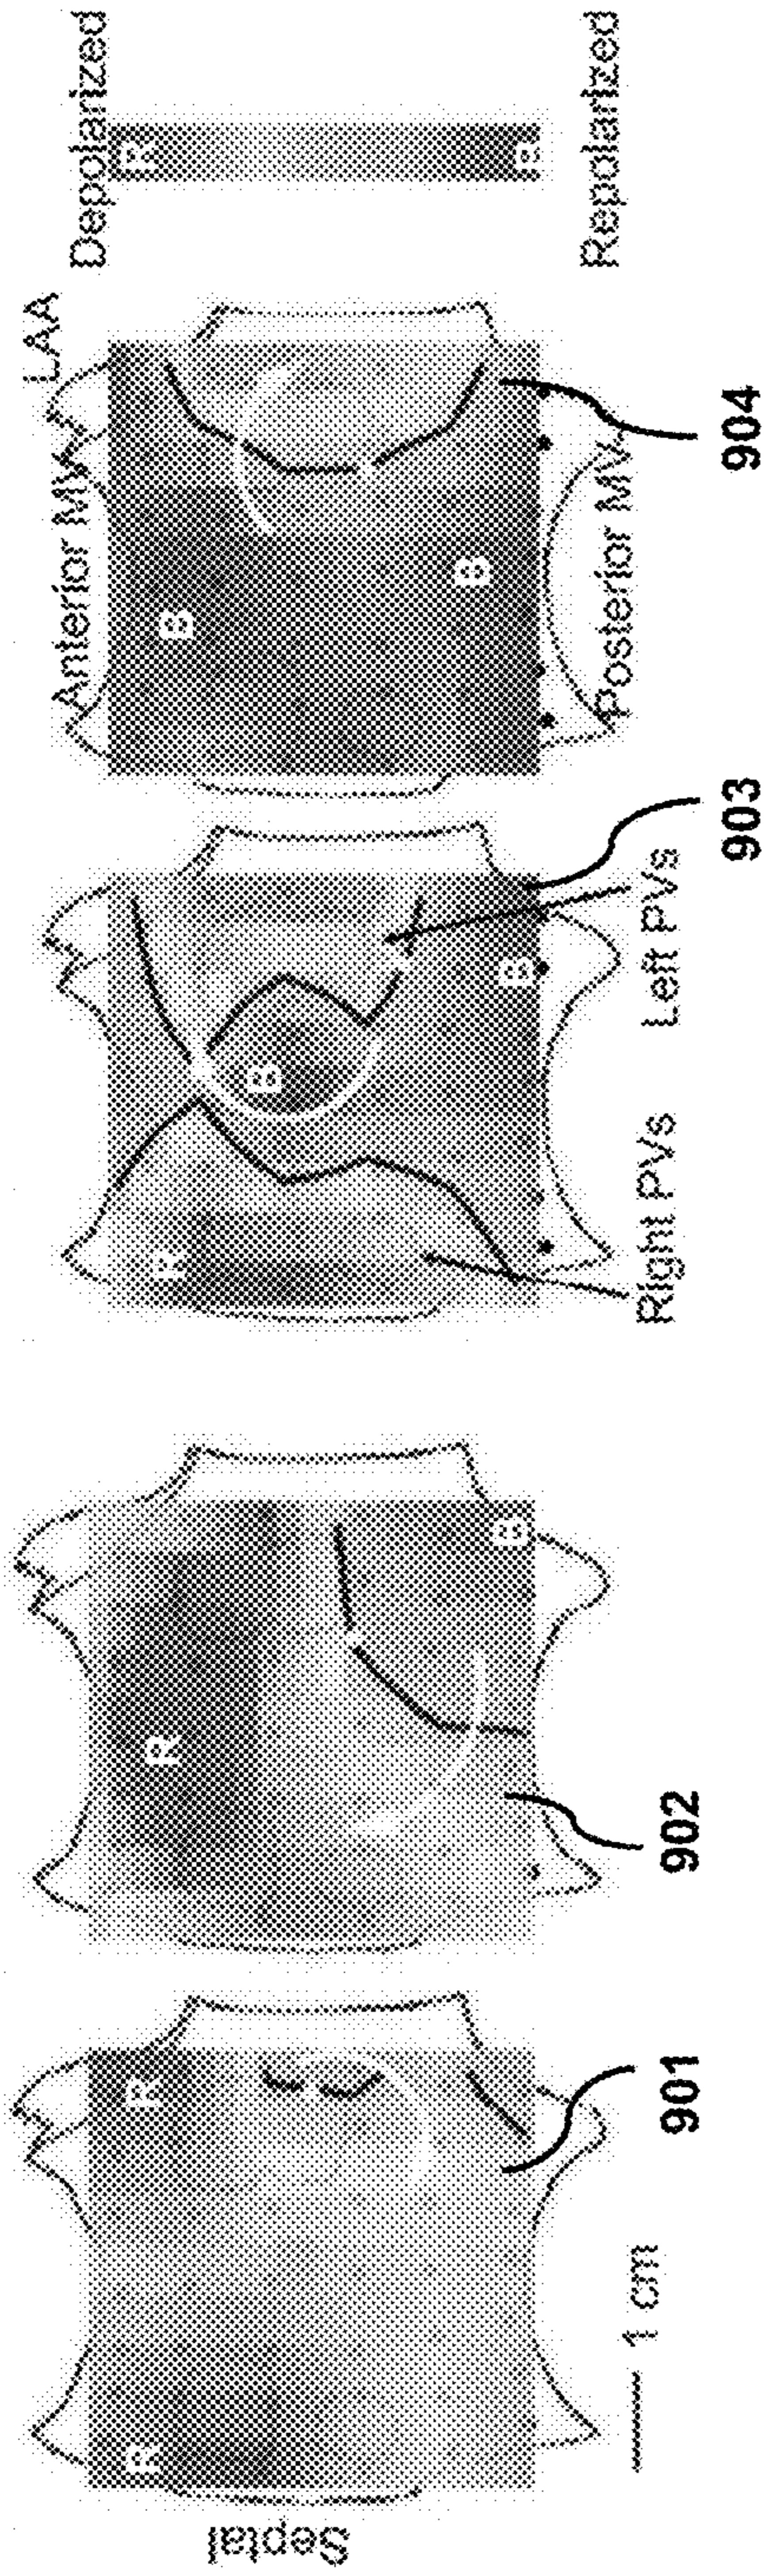 Anterior MV
LAA
Depolarized
R
B
Repolarized
R
R
R
B
R
B
B
B
B
Septal
Posterior MV
Right PVs
Left PVs
1 cm
901
902
903
904